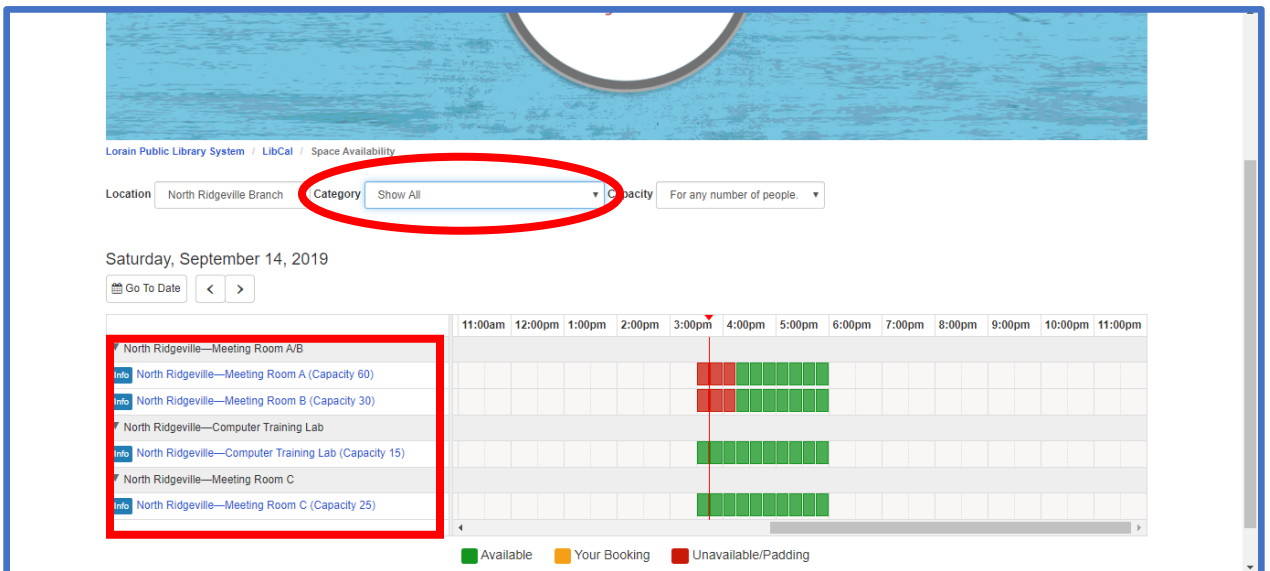 Lorain Public Library System / LibCal / Space Availability
Location North Ridgeville Branch Category Show All Capacity For any number of people.
Saturday, September 14, 2019
Go To Date < >
11:00am 12:00pm 1:00pm 2:00pm 3:00pm 4:00pm 5:00pm 6:00pm 7:00pm 8:00pm 9:00pm 10:00pm 11:00pm
North Ridgeville—Meeting Room A/B
Info North Ridgeville—Meeting Room A (Capacity 60)
Info North Ridgeville—Meeting Room B (Capacity 30)
North Ridgeville—Computer Training Lab
Info North Ridgeville—Computer Training Lab (Capacity 15)
North Ridgeville—Meeting Room C
Info North Ridgeville—Meeting Room C (Capacity 25)
Available Your Booking Unavailable/Padding